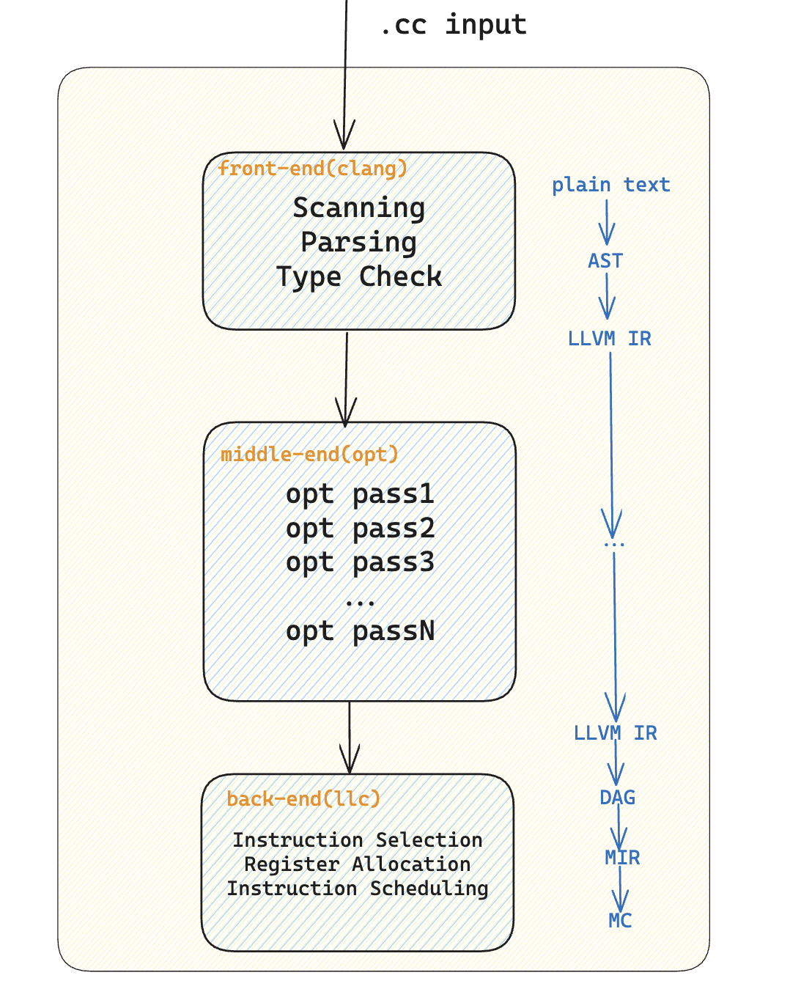 .cc input
front-end(clang)
Scanning
Parsing
Type Check
plain text
AST
LLVM IR
middle-end(opt)
opt pass1
opt pass2
opt pass3
...
opt passN
...
LLVM IR
back-end(llc)
Instruction Selection
Register Allocation
Instruction Scheduling
DAG
MIR
MC